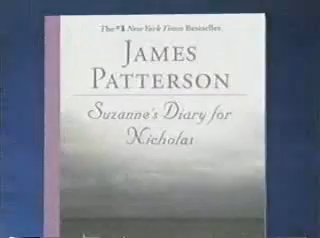 The #1 New York Times Bestseller
JAMES
PATTERSON
Suzanne's Diary for
Nicholas